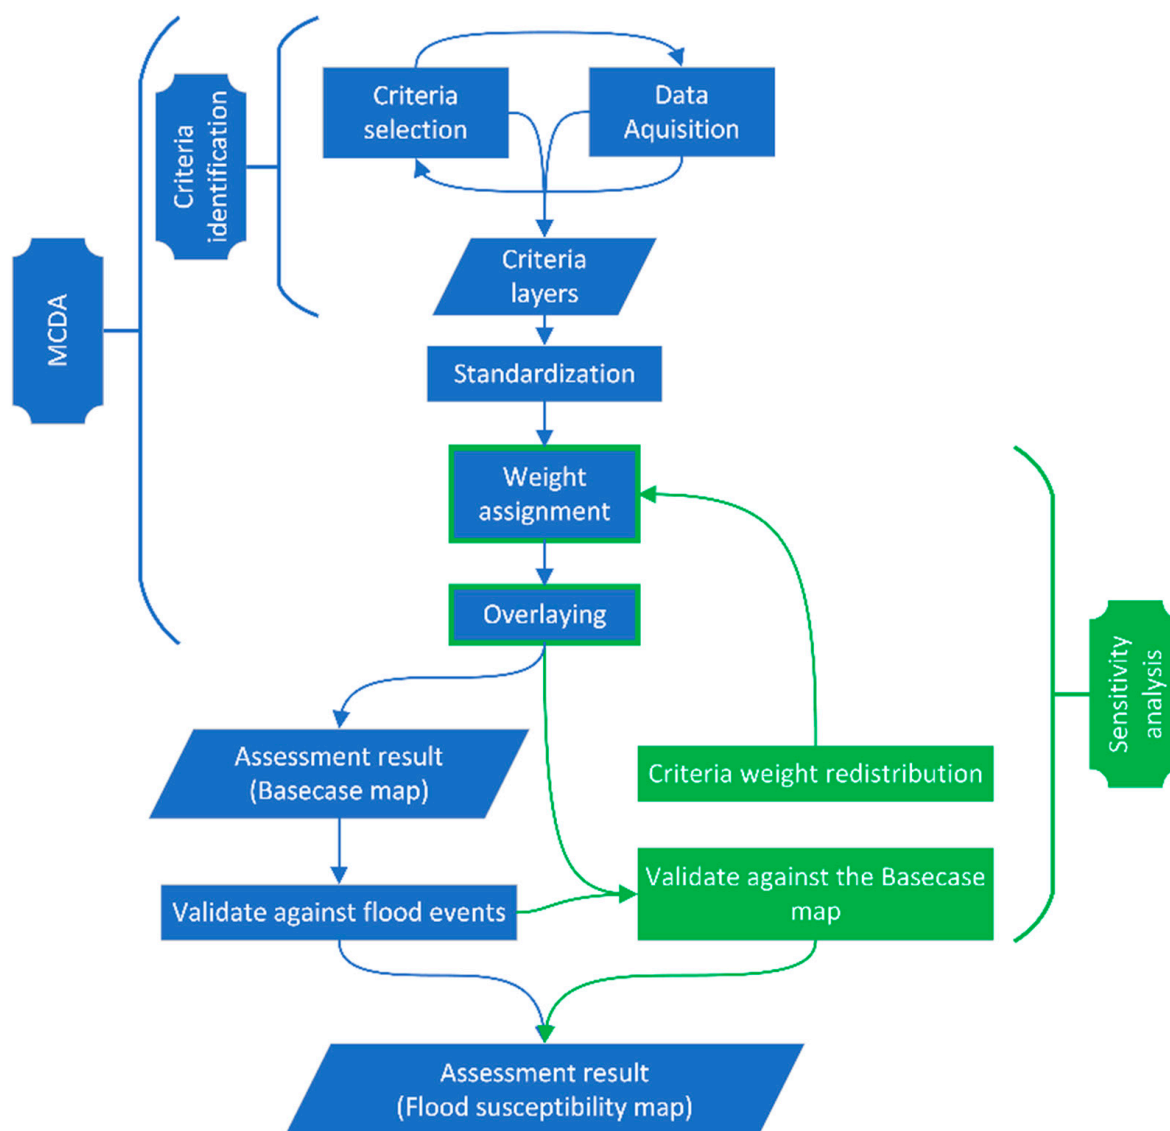 Criteria
selection
Data
Aquisition
Criteria
identification
MCDA
Criteria
layers
Standardization
Weight
assignment
Overlaying
Sensitivity
analysis
Assessment result
(Basecase map)
Criteria weight redistribution
Validate against flood events
Validate against the Basecase
map
Assessment result
(Flood susceptibility map)